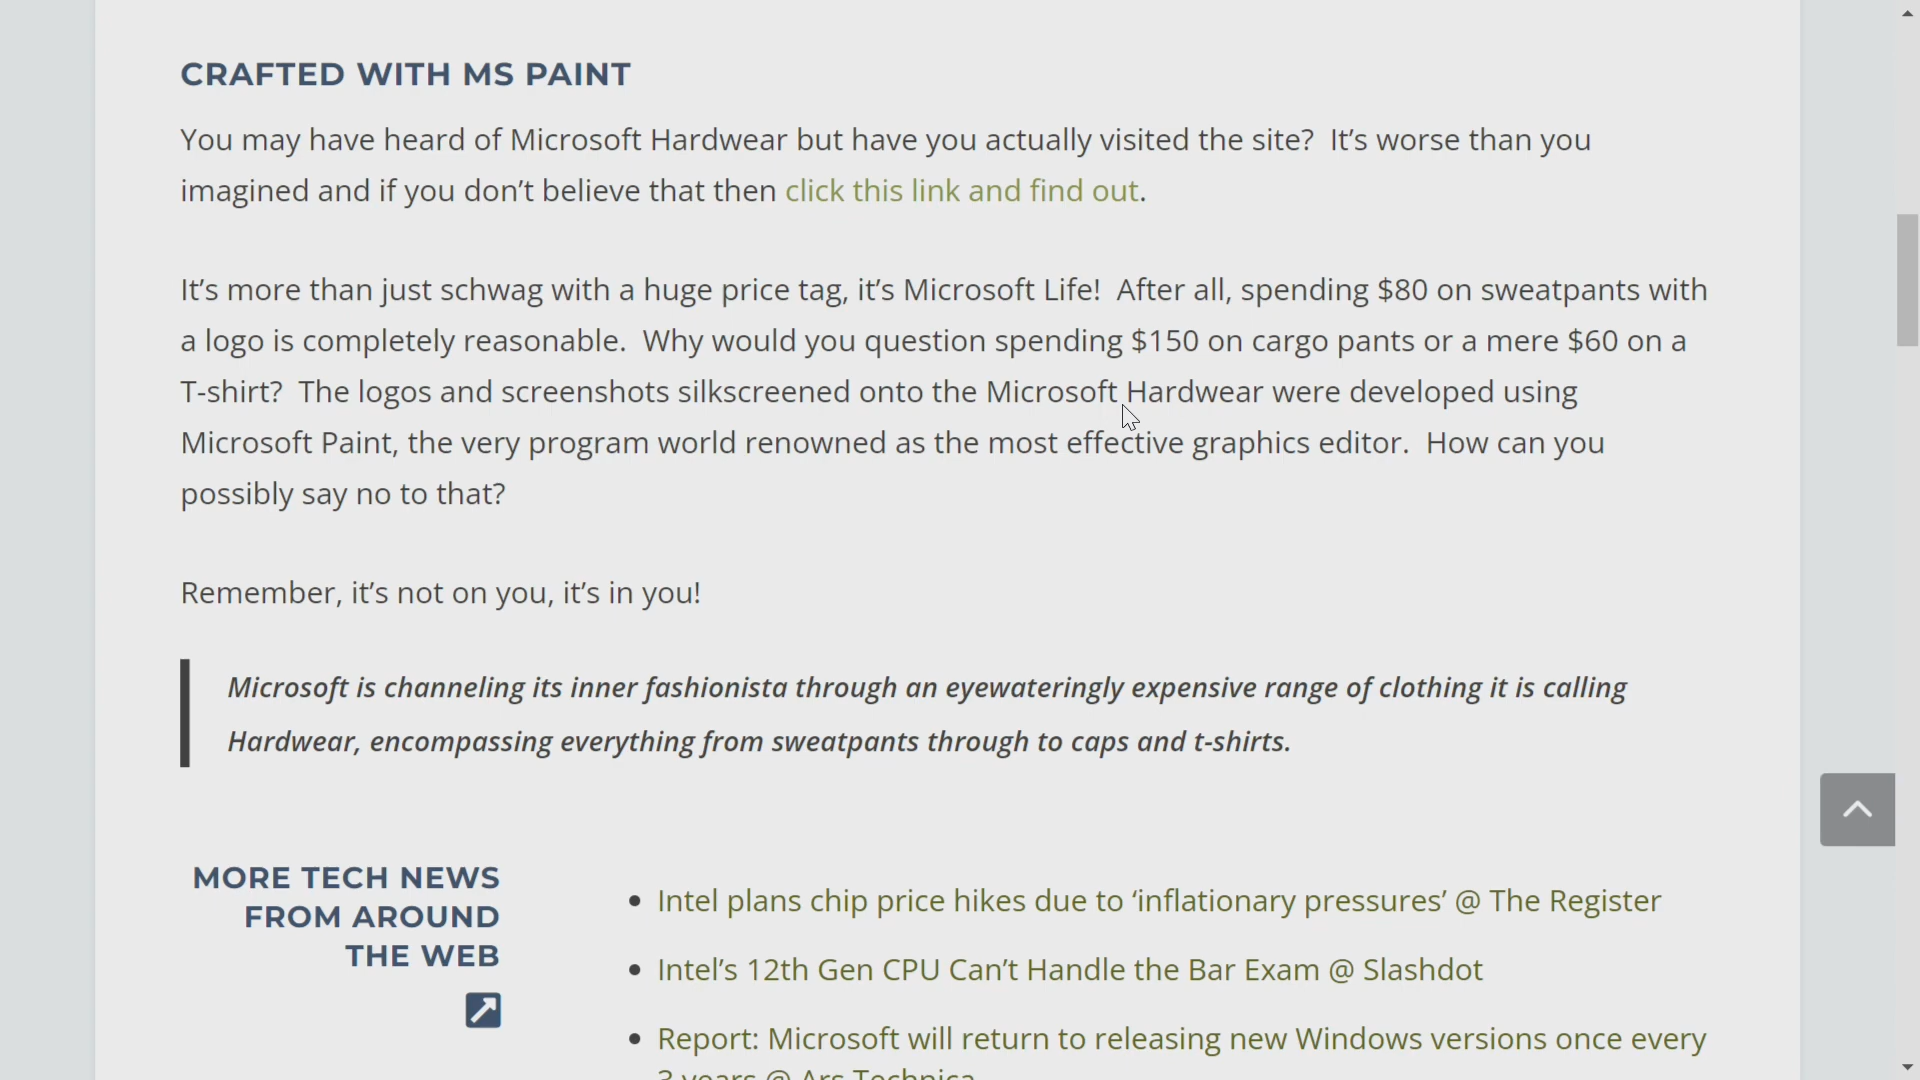 CRAFTED WITH MS PAINT
You may have heard of Microsoft Hardwear but have you actually visited the site?  It’s worse than you
imagined and if you don’t believe that then click this link and find out.
It’s more than just schwag with a huge price tag, it’s Microsoft Life!  After all, spending $80 on sweatpants with
a logo is completely reasonable.  Why would you question spending $150 on cargo pants or a mere $60 on a
T-shirt?  The logos and screenshots silkscreened onto the Microsoft Hardwear were developed using
Microsoft Paint, the very program world renowned as the most effective graphics editor.  How can you
possibly say no to that?
Remember, it’s not on you, it’s in you!
Microsoft is channeling its inner fashionista through an eyewateringly expensive range of clothing it is calling
Hardwear, encompassing everything from sweatpants through to caps and t-shirts.
MORE TECH NEWS
FROM AROUND
THE WEB
Intel plans chip price hikes due to ‘inflationary pressures’ @ The Register
Intel’s 12th Gen CPU Can’t Handle the Bar Exam @ Slashdot
Report: Microsoft will return to releasing new Windows versions once every
3 years @ Ars Technica